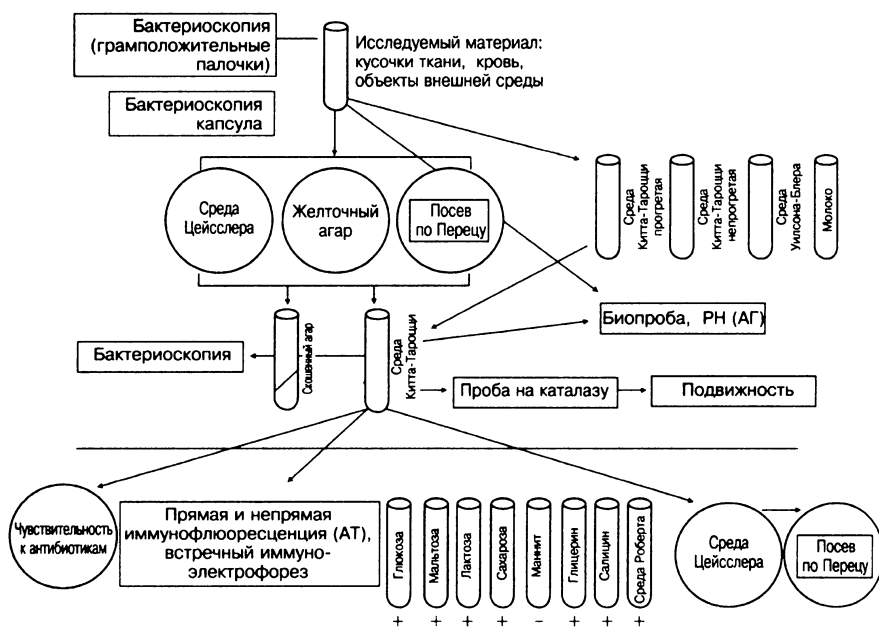 Бактериоскопия
(грамположительные
палочки)
Исследуемый материал:
кусочки ткани, кровь,
объекты внешней среды
Бактериоскопия
капсула
Среда
Цейсслера
Желточный
агар
Посев
по Перецу
Среда
Китта-Тароцци
прогретая
Среда
Китта-Тароцци
непрогретая
Среда
Уилсона-Блера
Молоко
Биопроба, РН (АГ)
Бактериоскопия
Скошенный агар
Среда
Китта-Тароцци
Проба на каталазу
Подвижность
Чувствительность
к антибиотикам
Прямая и непрямая
иммунофлюоресценция (АТ),
встречный иммуно-
электрофорез
Глюкоза
Мальтоза
Лактоза
Сахароза
Маннит
Глицерин
Салицин
Среда Роберта
+ + + + - + + +
Среда
Цейсслера
Посев
по Перецу